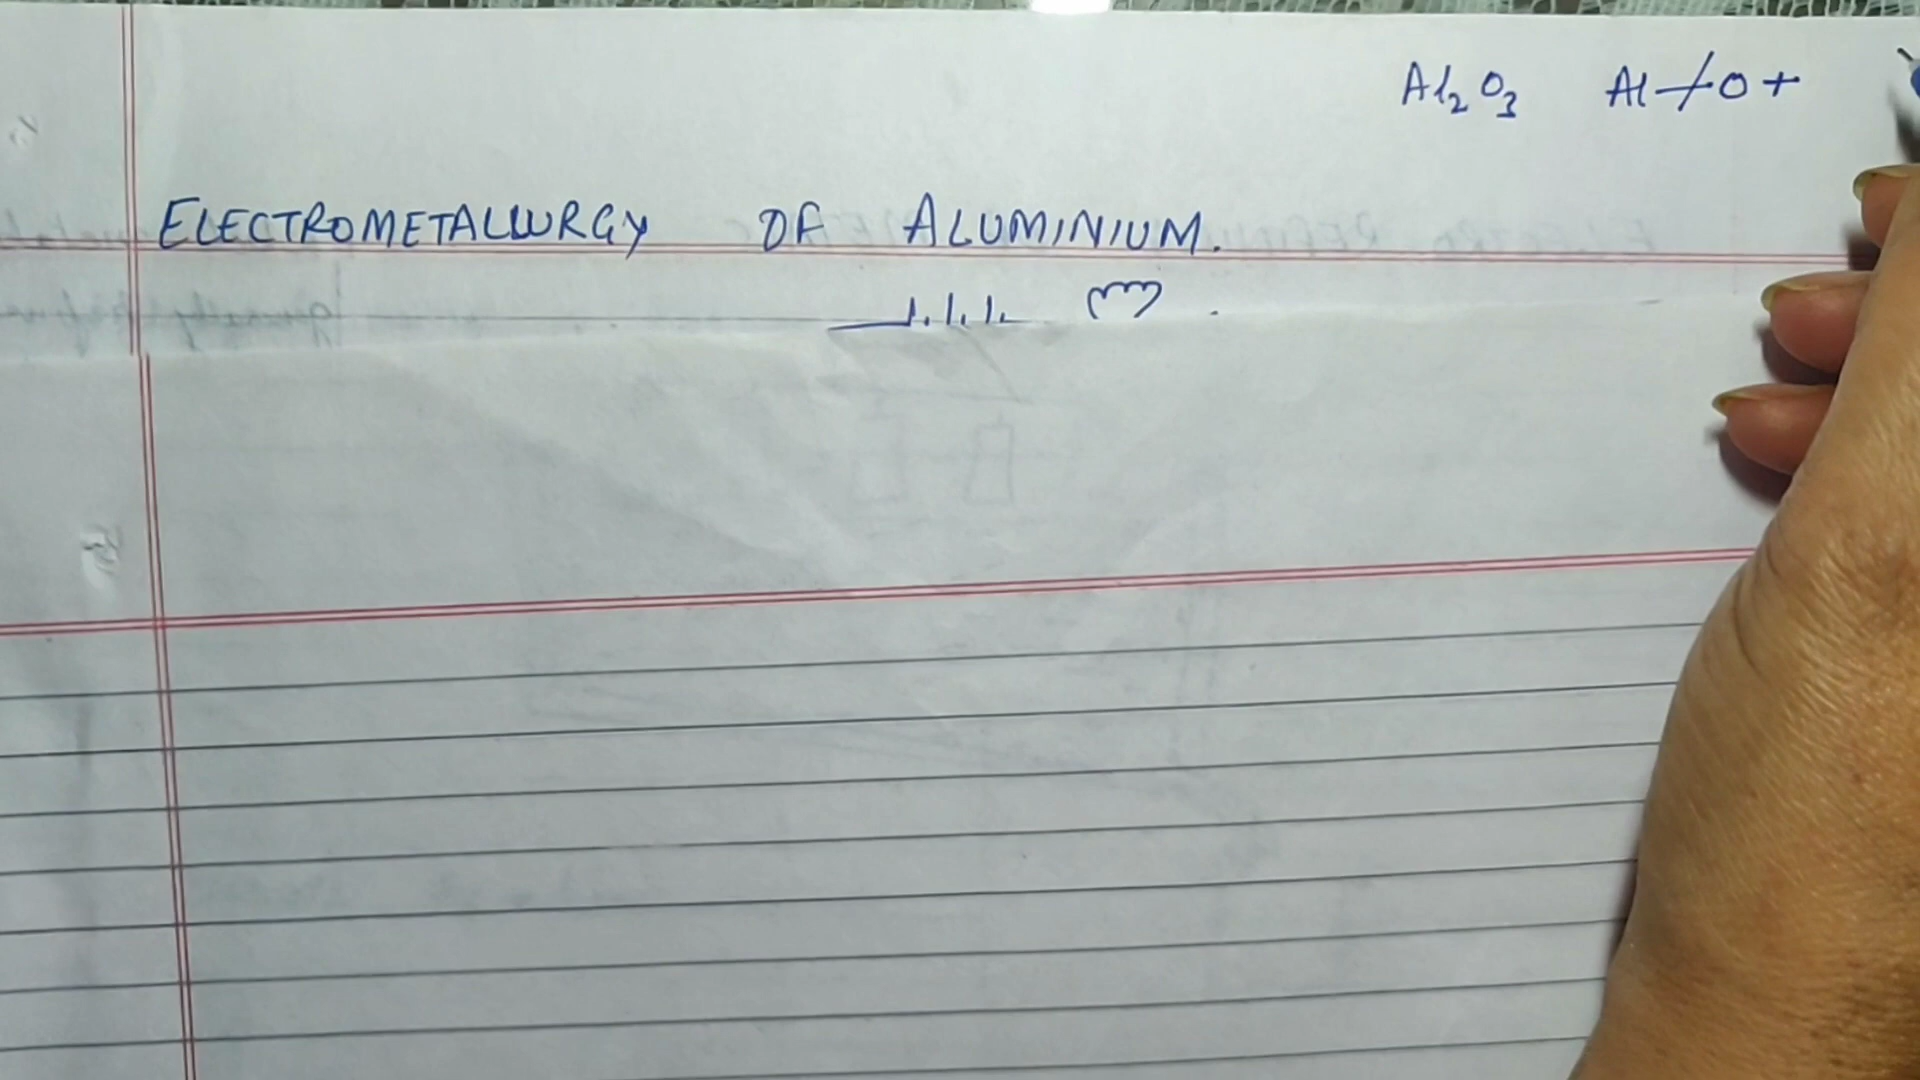 Al₂O₃ Al-/-O +
ELECTROMETALLURGY OF ALUMINIUM.